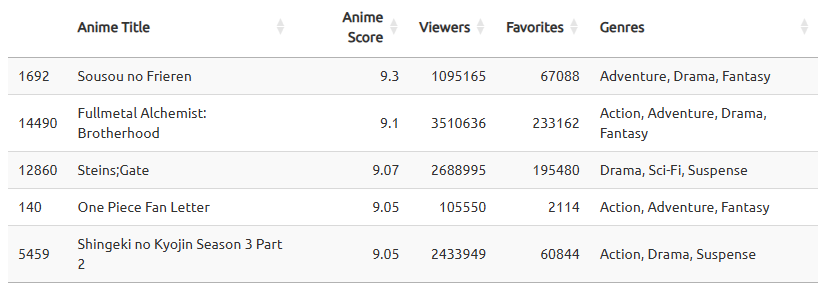 Anime Title Anime Score Viewers Favorites Genres
1692 Sousou no Frieren 9.3 1095165 67088 Adventure, Drama, Fantasy
14490 Fullmetal Alchemist: Brotherhood 9.1 3510636 233162 Action, Adventure, Drama, Fantasy
12860 Steins;Gate 9.07 2688995 195480 Drama, Sci-Fi, Suspense
140 One Piece Fan Letter 9.05 105550 2114 Action, Adventure, Fantasy
5459 Shingeki no Kyojin Season 3 Part 2 9.05 2433949 60844 Action, Drama, Suspense